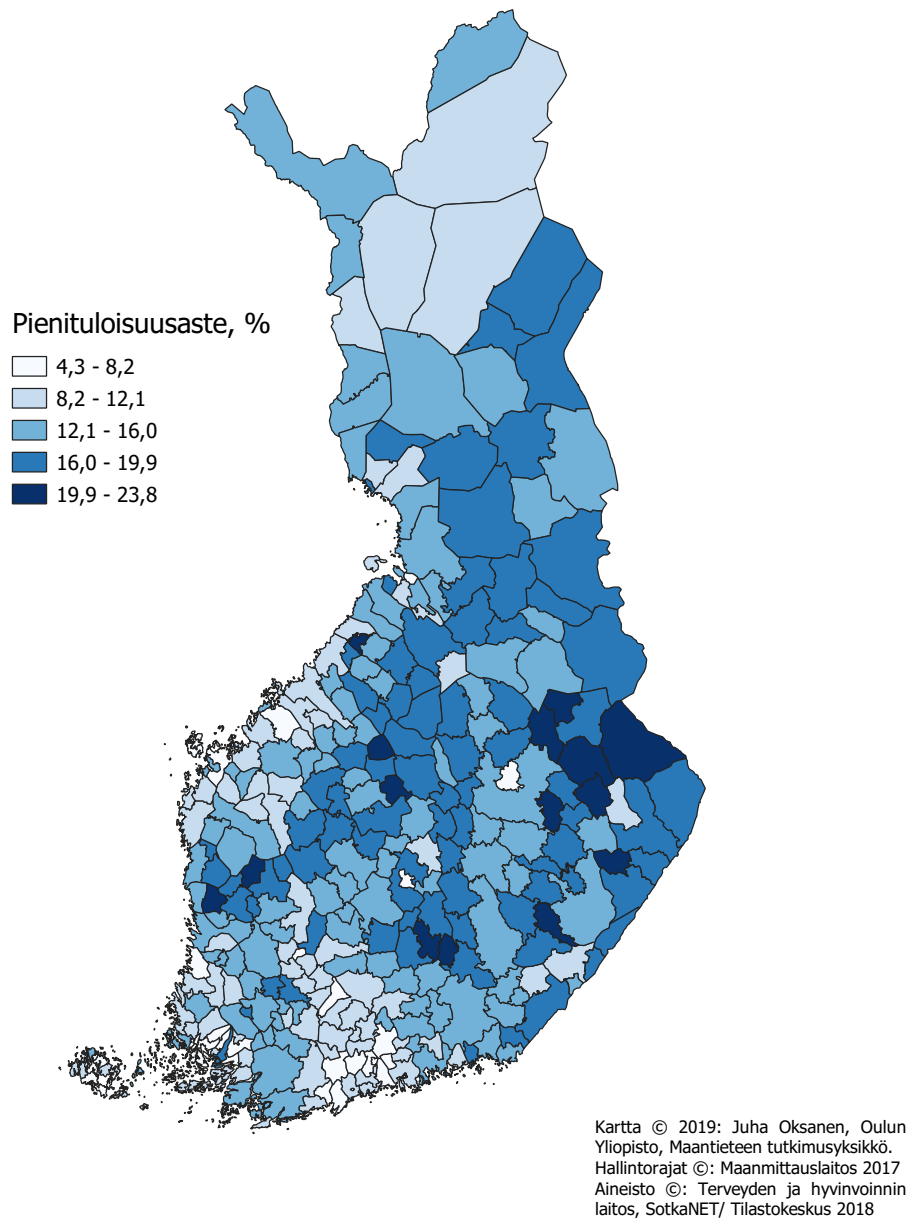 Pienituloisuusaste, %
4,3 - 8,2
8,2 - 12,1
12,1 - 16,0
16,0 - 19,9
19,9 - 23,8
Kartta © 2019: Juha Oksanen, Oulun
Yliopisto, Maantieteen tutkimusyksikkö.
Hallintorajat ©: Maanmittauslaitos 2017
Aineisto ©: Terveyden ja hyvinvoinnin
laitos, SotkaNET/ Tilastokeskus 2018